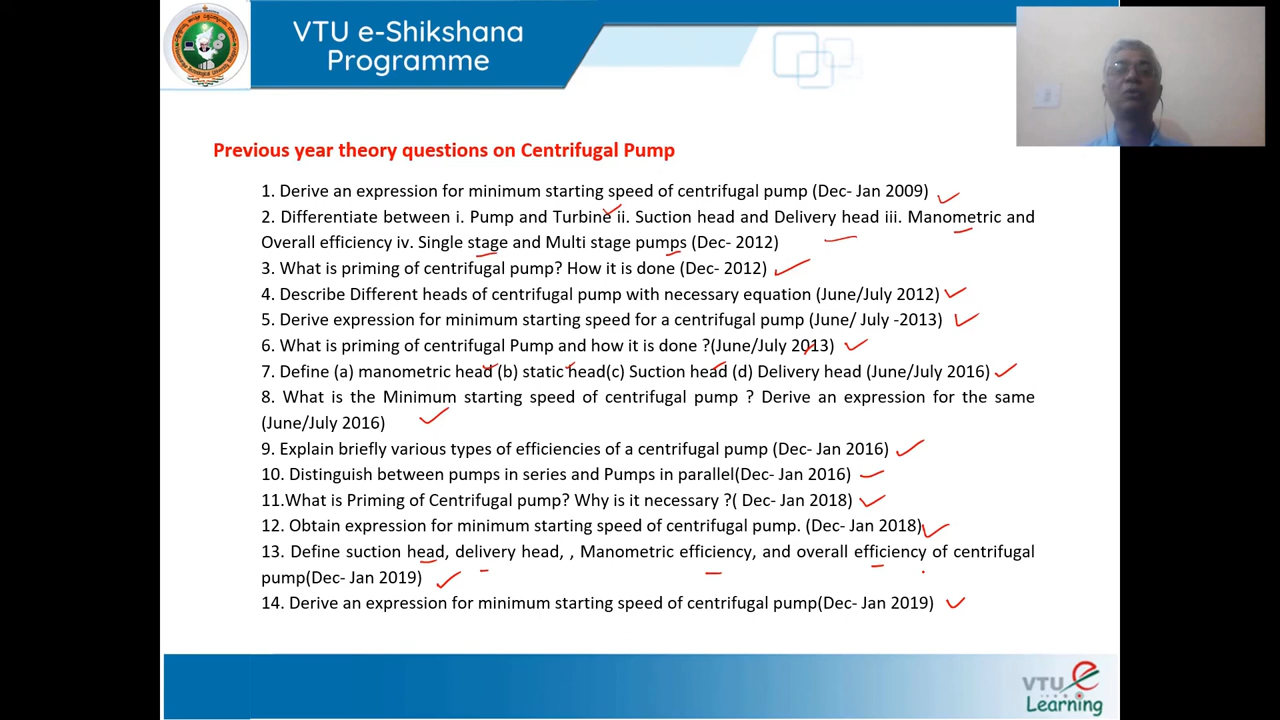 VTU e-Shikshana
Programme
Previous year theory questions on Centrifugal Pump
1. Derive an expression for minimum starting speed of centrifugal pump (Dec- Jan 2009)
2. Differentiate between i. Pump and Turbine ii. Suction head and Delivery head iii. Manometric and
Overall efficiency iv. Single stage and Multi stage pumps (Dec- 2012)
3. What is priming of centrifugal pump? How it is done (Dec- 2012)
4. Describe Different heads of centrifugal pump with necessary equation (June/July 2012)
5. Derive expression for minimum starting speed for a centrifugal pump (June/ July -2013)
6. What is priming of centrifugal Pump and how it is done ?(June/July 2013)
7. Define (a) manometric head (b) static head(c) Suction head (d) Delivery head (June/July 2016)
8. What is the Minimum starting speed of centrifugal pump ? Derive an expression for the same
(June/July 2016)
9. Explain briefly various types of efficiencies of a centrifugal pump (Dec- Jan 2016)
10. Distinguish between pumps in series and Pumps in parallel(Dec- Jan 2016)
11.What is Priming of Centrifugal pump? Why is it necessary ?( Dec- Jan 2018)
12. Obtain expression for minimum starting speed of centrifugal pump. (Dec- Jan 2018)
13. Define suction head, delivery head, , Manometric efficiency, and overall efficiency of centrifugal
pump(Dec- Jan 2019)
14. Derive an expression for minimum starting speed of centrifugal pump(Dec- Jan 2019)
VTU e
Learning